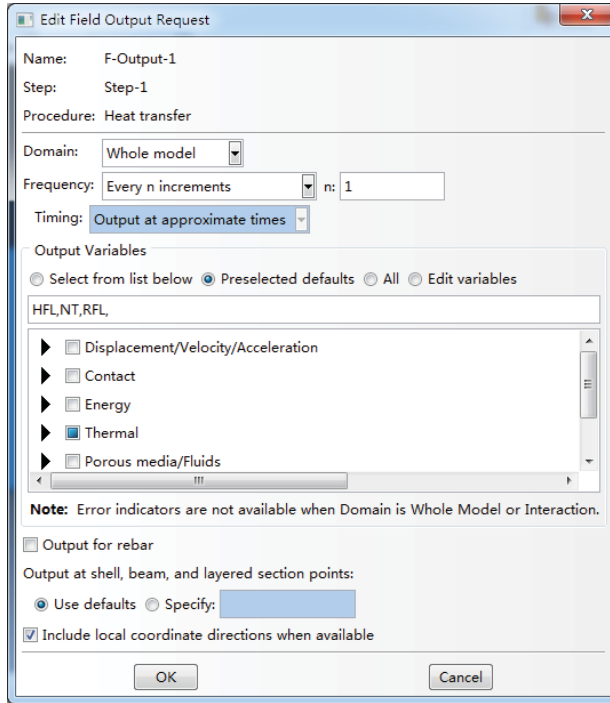 Edit Field Output Request
x
Name: F-Output-1
Step: Step-1
Procedure: Heat transfer
Domain: Whole model
Frequency: Every n increments n: 1
Timing: Output at approximate times
Output Variables
Select from list below Preselected defaults All Edit variables
HFL,NT,RFL,
Displacement/Velocity/Acceleration
Contact
Energy
Thermal
Porous media/Fluids
Note: Error indicators are not available when Domain is Whole Model or Interaction.
Output for rebar
Output at shell, beam, and layered section points:
Use defaults Specify:
Include local coordinate directions when available
OK Cancel